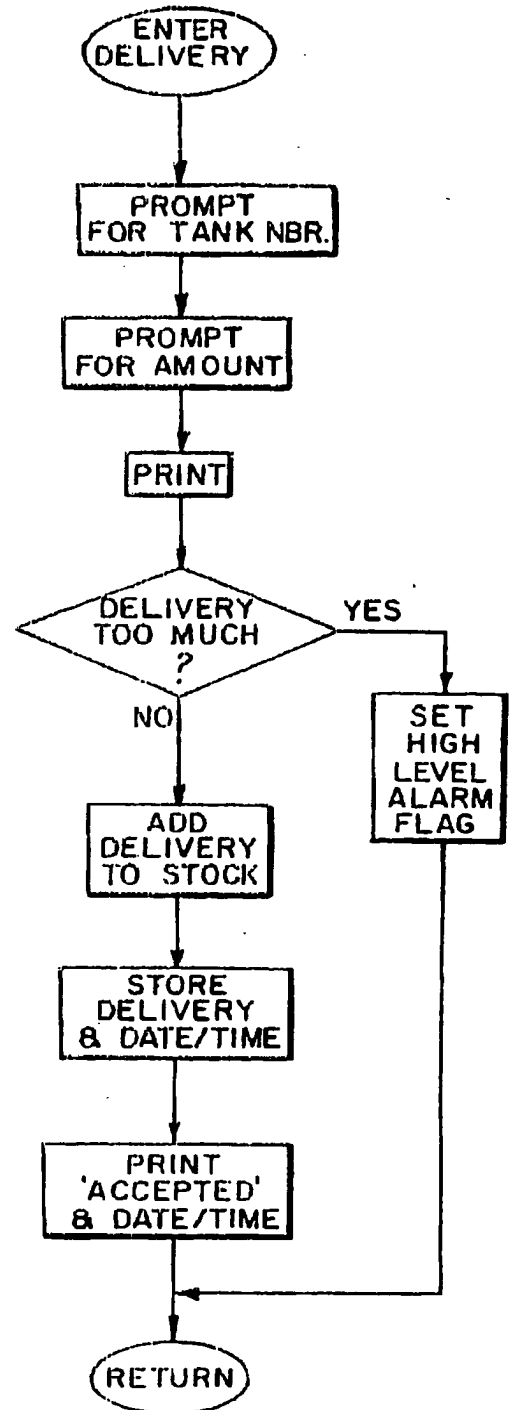 ENTER
DELIVERY
PROMPT
FOR TANK NBR.
PROMPT
FOR AMOUNT
PRINT
DELIVERY
TOO MUCH
?
YES
NO
SET
HIGH
LEVEL
ALARM
FLAG
ADD
DELIVERY
TO STOCK
STORE
DELIVERY
& DATE/TIME
PRINT
'ACCEPTED'
& DATE/TIME
RETURN